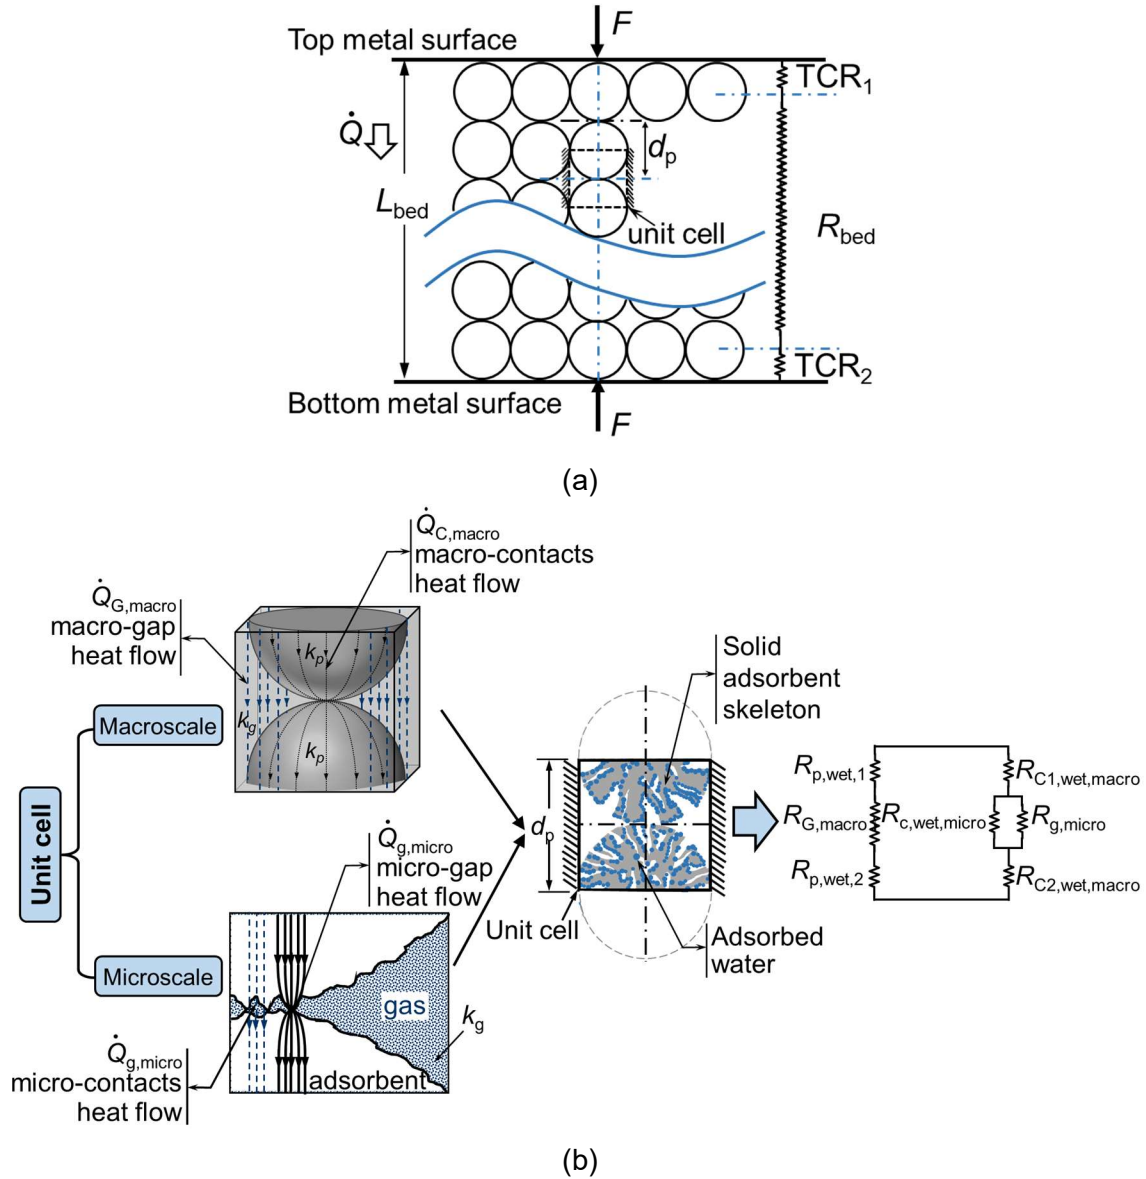 F
Top metal surface
TCR1
Q̇
dp
Lbed
unit cell
Rbed
TCR2
Bottom metal surface
F
(a)
Q̇C,macro
macro-contacts
heat flow
Q̇G,macro
macro-gap
heat flow
kp
kg
kp
Macroscale
Unit cell
Microscale
Q̇g,micro
micro-gap
heat flow
gas
kg
adsorbent
Q̇g,micro
micro-contacts
heat flow
Solid
adsorbent
skeleton
dp
Unit cell
Adsorbed
water
Rp,wet,1
RG,macro
Rp,wet,2
Rc,wet,micro
RC1,wet,macro
Rg,micro
RC2,wet,macro
(b)